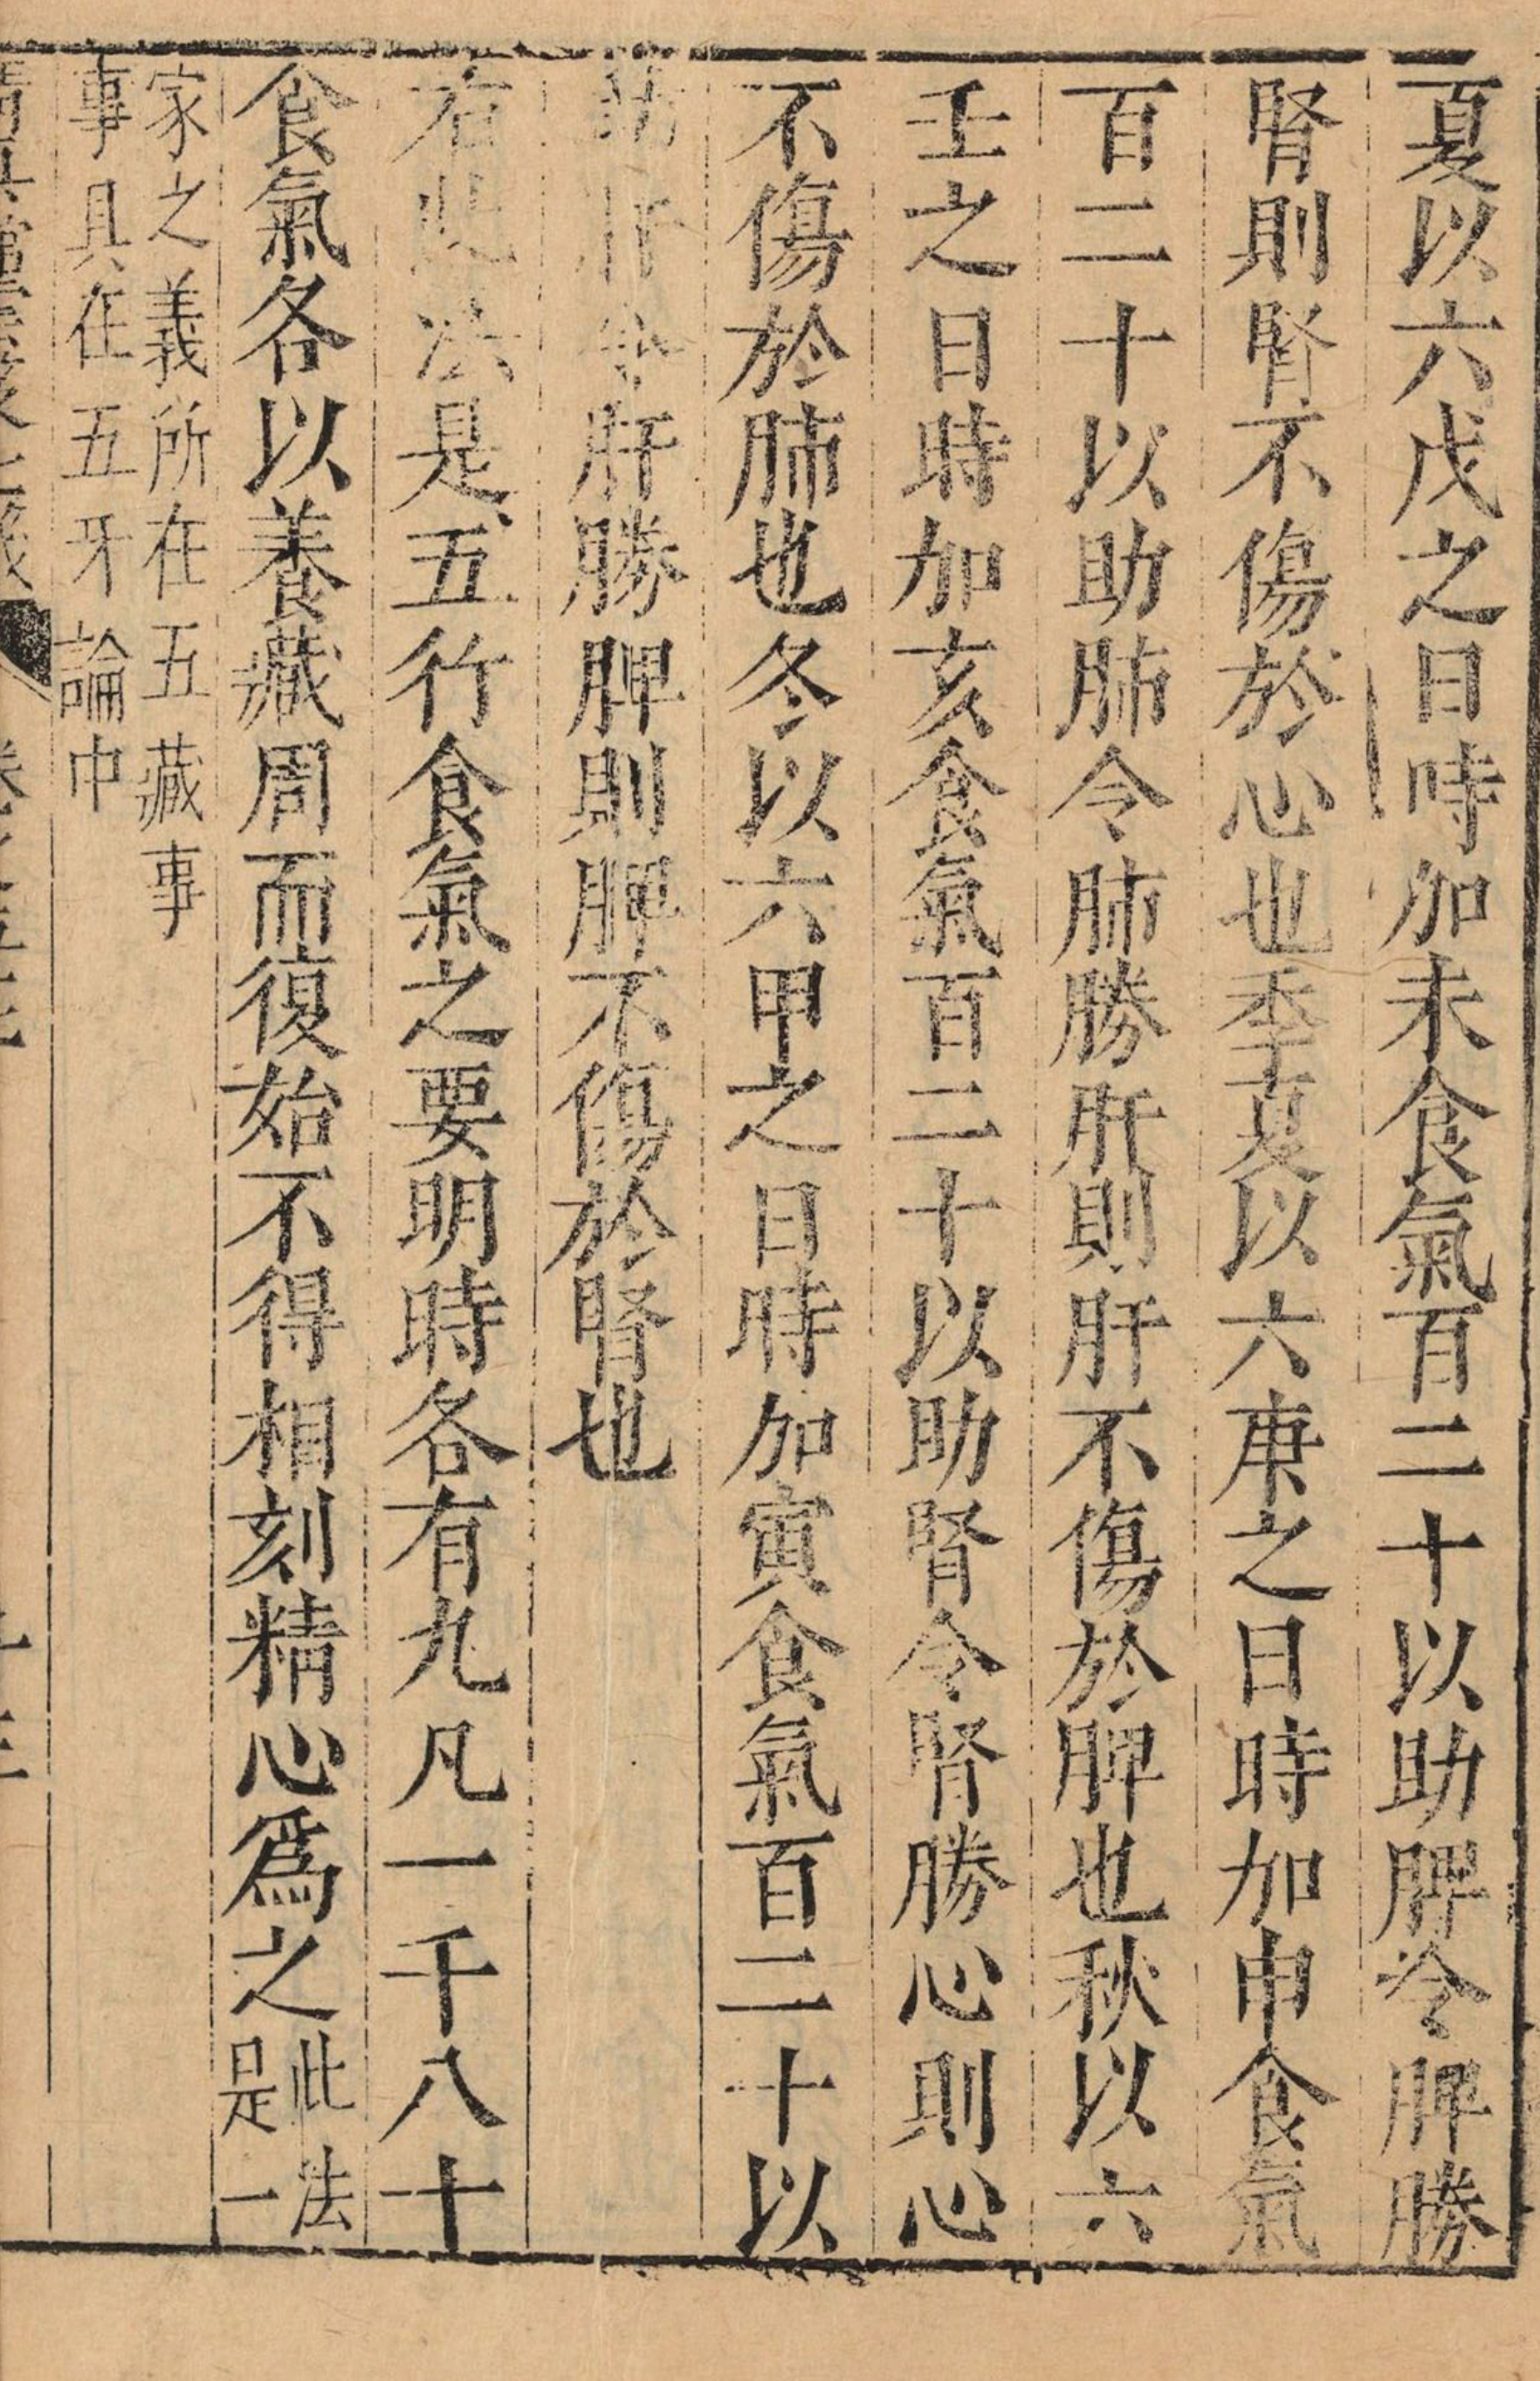 夏以六戊之日時加未食氣百二十以助脾令脾勝
腎則腎不傷於心也季夏以六庚之日時加申食氣
百二十以助肺令肺勝肝則肝不傷於脾也秋以六
壬之日時加亥食氣百二十以助腎令腎勝心則心
不傷於肺也冬以六甲之日時加寅食氣百二十以
助肝令肝勝脾則脾不傷於腎也
右此法是五行食氣之要明時各有九凡一千八十
食氣各以養藏周而復始不得相刻精心爲之此法
是一
家之義所在五藏事
事具在五牙論中